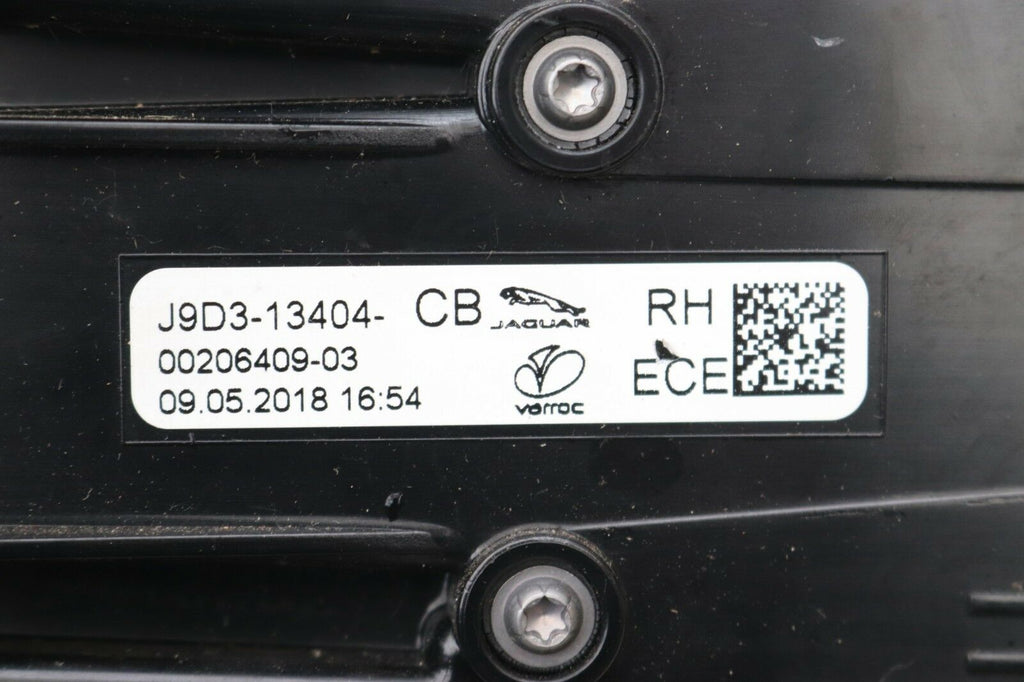 J9D3-13404- CB JAGUAR RH
00206409-03
varroc ECE
09.05.2018 16:54